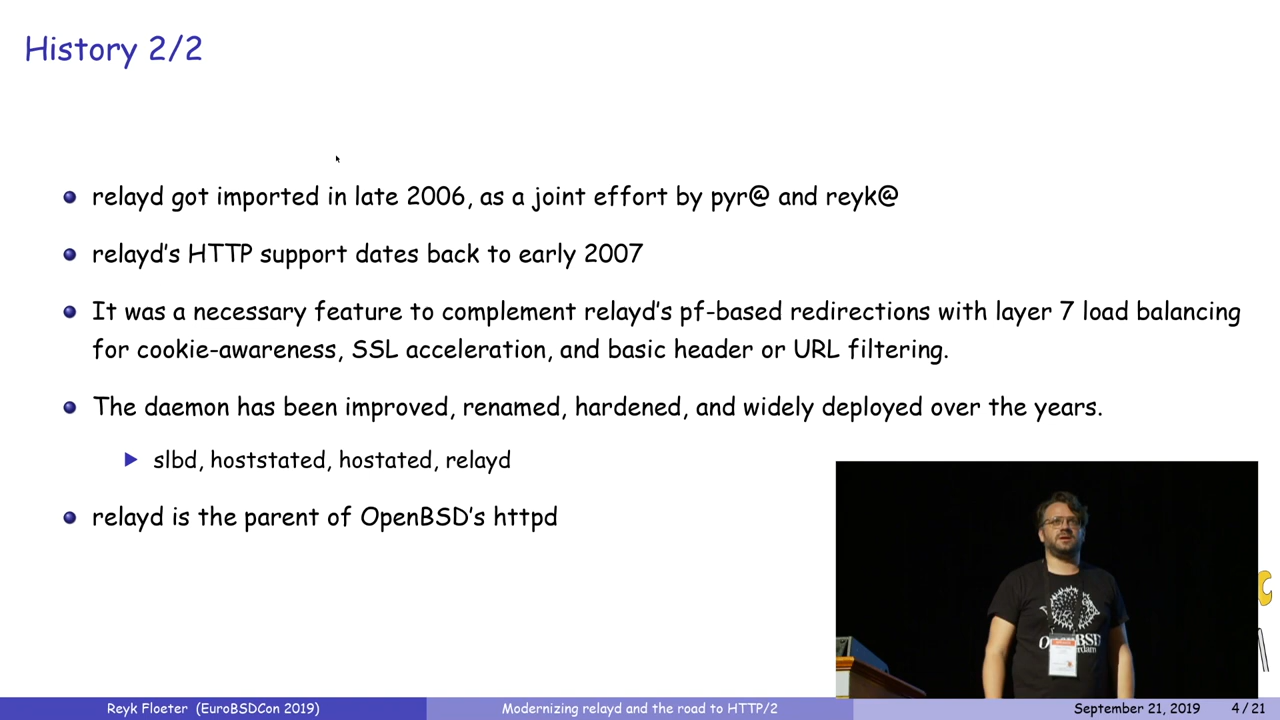 History 2/2
relayd got imported in late 2006, as a joint effort by pyr@ and reyk@
relayd's HTTP support dates back to early 2007
It was a necessary feature to complement relayd's pf-based redirections with layer 7 load balancing
for cookie-awareness, SSL acceleration, and basic header or URL filtering.
The daemon has been improved, renamed, hardened, and widely deployed over the years.
slbd, hoststated, hostated, relayd
relayd is the parent of OpenBSD's httpd
OpenBSD
Reyk Floeter (EuroBSDCon 2019)
Modernizing relayd and the road to HTTP/2
September 21, 2019
4 / 21